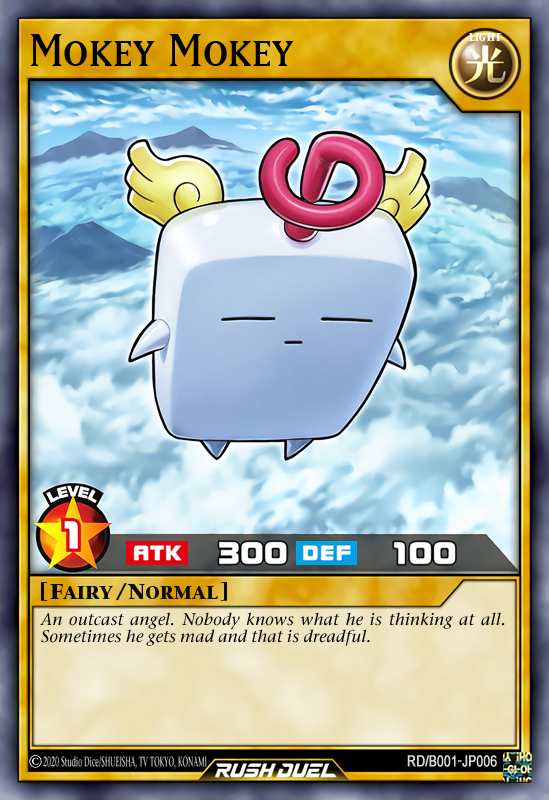 Mokey Mokey
LIGHT
光
LEVEL
1
ATK 300 DEF 100
[Fairy/Normal]
An outcast angel. Nobody knows what he is thinking at all.
Sometimes he gets mad and that is dreadful.
©2020 Studio Dice/SHUEISHA, TV TOKYO, KONAMI
RUSH DUEL
RD/B001-JP006